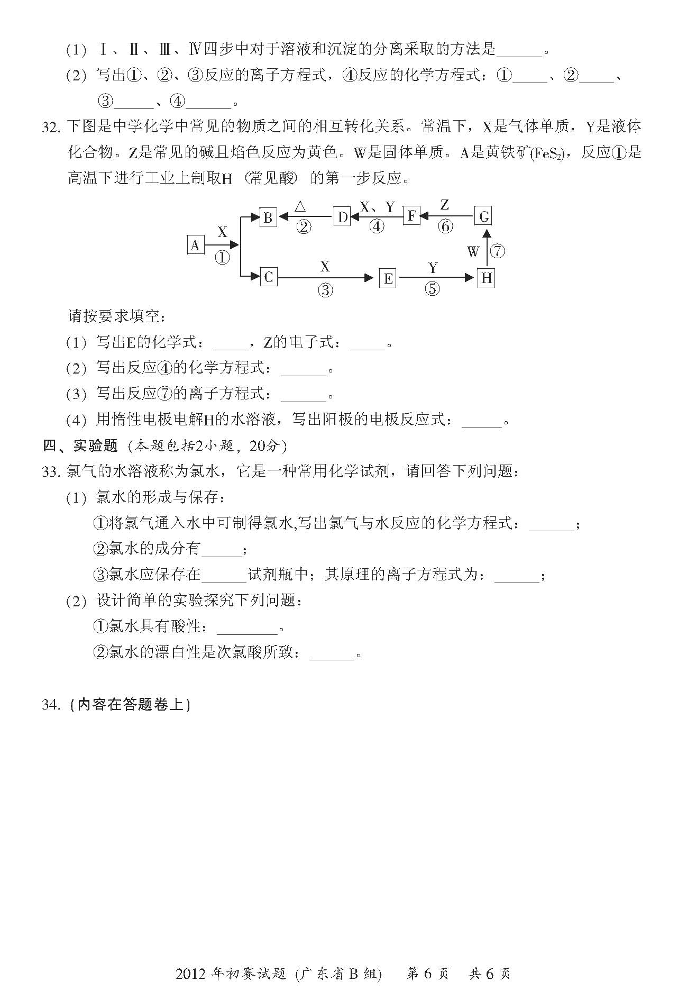 (1) Ⅰ、Ⅱ、Ⅲ、Ⅳ四步中对于溶液和沉淀的分离采取的方法是______。
(2) 写出①、②、③反应的离子方程式，④反应的化学方程式：①_____、②_____、
③______、④______。
32. 下图是中学化学中常见的物质之间的相互转化关系。常温下，X是气体单质，Y是液体
化合物。Z是常见的碱且焰色反应为黄色。W是固体单质。A是黄铁矿(FeS₂)，反应①是
高温下进行工业上制取H（常见酸）的第一步反应。
A X ① B △ ② D X、Y ④ F Z ⑥ G
C X ③ E Y ⑤ H W ⑦
请按要求填空：
(1) 写出E的化学式：_____，Z的电子式：_____。
(2) 写出反应④的化学方程式：______。
(3) 写出反应⑦的离子方程式：______。
(4) 用惰性电极电解H的水溶液，写出阳极的电极反应式：_____。
四、实验题（本题包括2小题，20分）
33. 氯气的水溶液称为氯水，它是一种常用化学试剂，请回答下列问题：
(1) 氯水的形成与保存：
①将氯气通入水中可制得氯水,写出氯气与水反应的化学方程式：______；
②氯水的成分有_____；
③氯水应保存在______试剂瓶中；其原理的离子方程式为：______；
(2) 设计简单的实验探究下列问题：
①氯水具有酸性：________。
②氯水的漂白性是次氯酸所致：______。
34.（内容在答题卷上）
2012 年初赛试题（广东省 B 组） 第 6 页 共 6 页